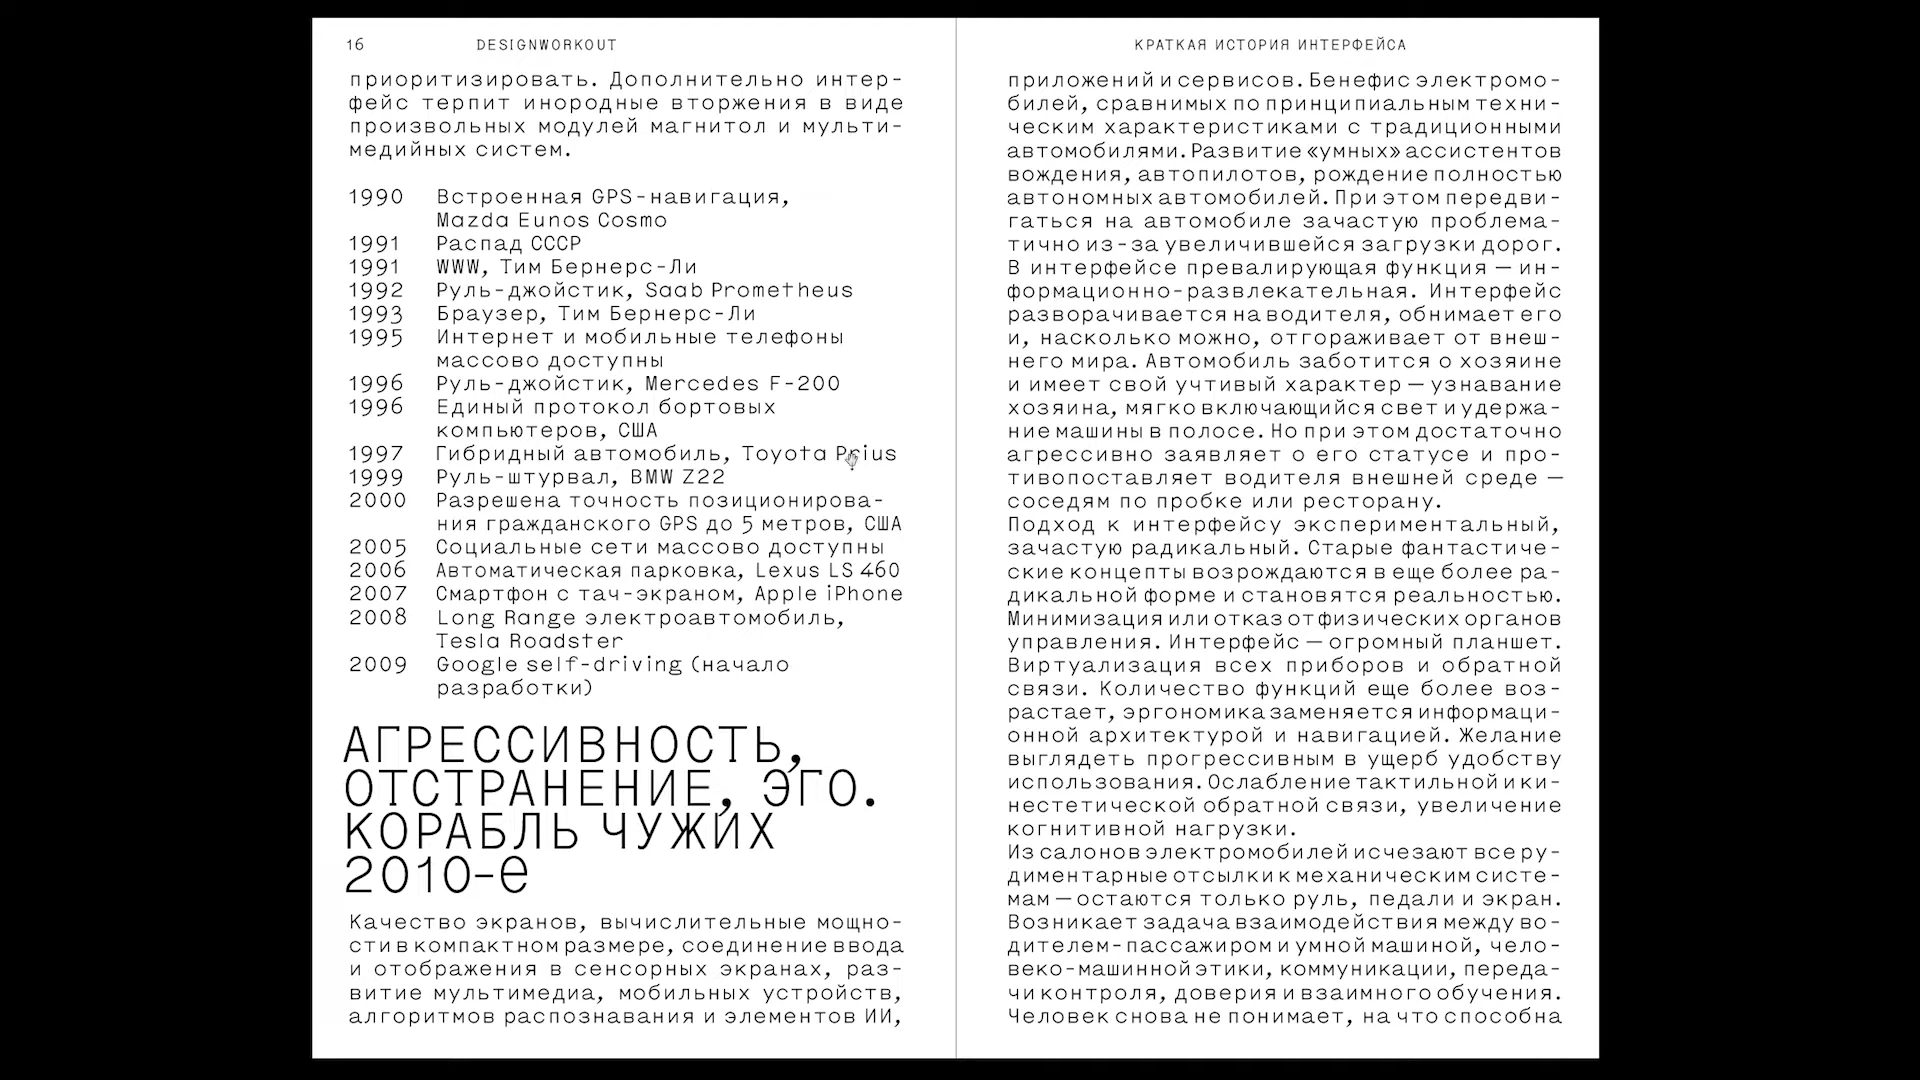 16
DESIGNWORKOUT
приоритизировать. Дополнительно интер-
фейс терпит инородные вторжения в виде
произвольных модулей магнитол и мульти-
медийных систем.
1990 Встроенная GPS-навигация,
Mazda Eunos Cosmo
1991 Распад СССР
1991 WWW, Тим Бернерс-Ли
1992 Руль-джойстик, Saab Prometheus
1993 Браузер, Тим Бернерс-Ли
1995 Интернет и мобильные телефоны
массово доступны
1996 Руль-джойстик, Mercedes F-200
1996 Единый протокол бортовых
компьютеров, США
1997 Гибридный автомобиль, Toyota Prius
1999 Руль-штурвал, BMW Z22
2000 Разрешена точность позиционирова-
ния гражданского GPS до 5 метров, США
2005 Социальные сети массово доступны
2006 Автоматическая парковка, Lexus LS 460
2007 Смартфон с тач-экраном, Apple iPhone
2008 Long Range электроавтомобиль,
Tesla Roadster
2009 Google self-driving (начало
разработки)
АГРЕССИВНОСТЬ,
ОТСТРАНЕНИЕ, ЭГО.
КОРАБЛЬ ЧУЖИХ
2010-е
Качество экранов, вычислительные мощно-
сти в компактном размере, соединение ввода
и отображения в сенсорных экранах, раз-
витие мультимедиа, мобильных устройств,
алгоритмов распознавания и элементов ИИ,
КРАТКАЯ ИСТОРИЯ ИНТЕРФЕЙСА
приложений и сервисов. Бенефис электромо-
билей, сравнимых по принципиальным техни-
ческим характеристиками с традиционными
автомобилями. Развитие «умных» ассистентов
вождения, автопилотов, рождение полностью
автономных автомобилей. При этом передви-
гаться на автомобиле зачастую проблема-
тично из-за увеличившейся загрузки дорог.
В интерфейсе превалирующая функция — ин-
формационно-развлекательная. Интерфейс
разворачивается на водителя, обнимает его
и, насколько можно, отгораживает от внеш-
него мира. Автомобиль заботится о хозяине
и имеет свой учтивый характер — узнавание
хозяина, мягко включающийся свет и удержа-
ние машины в полосе. Но при этом достаточно
агрессивно заявляет о его статусе и про-
тивопоставляет водителя внешней среде —
соседям по пробке или ресторану.
Подход к интерфейсу экспериментальный,
зачастую радикальный. Старые фантастиче-
ские концепты возрождаются в еще более ра-
дикальной форме и становятся реальностью.
Минимизация или отказ от физических органов
управления. Интерфейс — огромный планшет.
Виртуализация всех приборов и обратной
связи. Количество функций еще более воз-
растает, эргономика заменяется информаци-
онной архитектурой и навигацией. Желание
выглядеть прогрессивным в ущерб удобству
использования. Ослабление тактильной и ки-
нестетической обратной связи, увеличение
когнитивной нагрузки.
Из салонов электромобилей исчезают все ру-
диментарные отсылки к механическим систе-
мам — остаются только руль, педали и экран.
Возникает задача взаимодействия между во-
дителем-пассажиром и умной машиной, чело-
веко-машинной этики, коммуникации, переда-
чи контроля, доверия и взаимного обучения.
Человек снова не понимает, на что способна